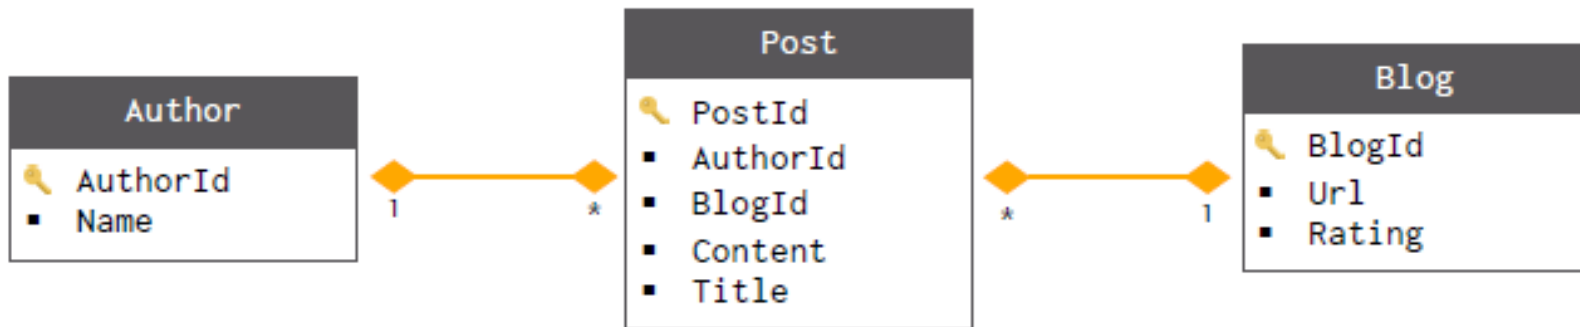 Author
AuthorId
Name
1
*
Post
PostId
AuthorId
BlogId
Content
Title
*
1
Blog
BlogId
Url
Rating